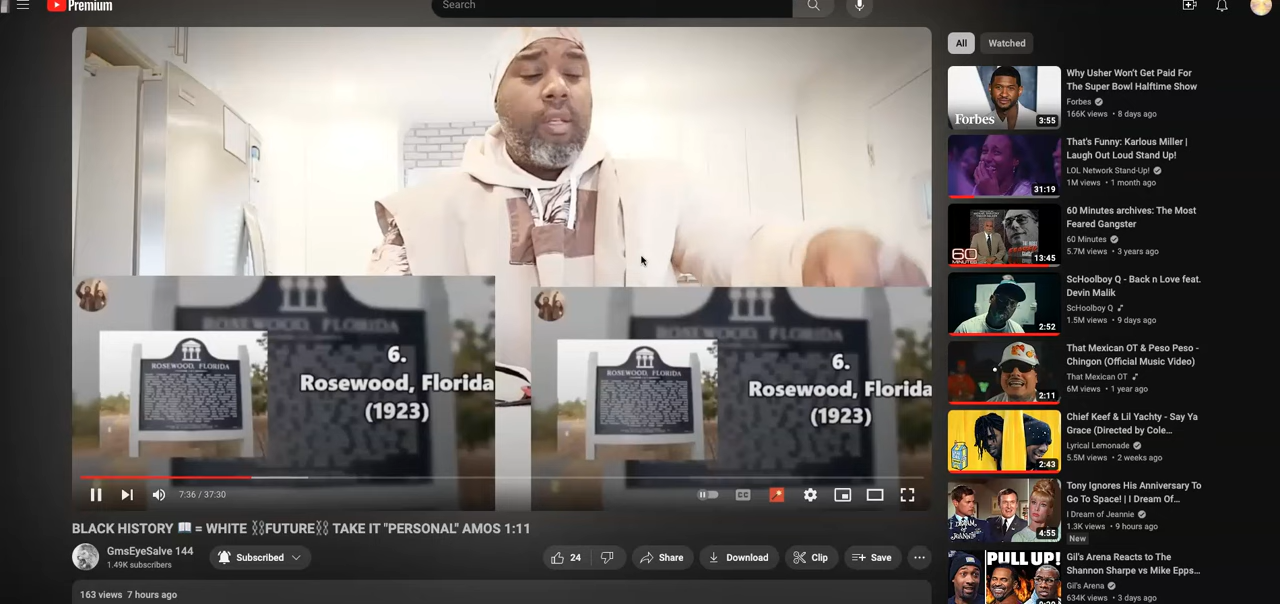 Premium
Search
All
Watched
ROSEWOOD, FLORIDA
ROSEWOOD, FLORIDA
6.
Rosewood, Florida
(1923)
ROSEWOOD, FLORIDA
ROSEWOOD, FLORIDA
6.
Rosewood, Florida
(1923)
7:36 / 37:30
CC
BLACK HISTORY 📖 = WHITE ⛓FUTURE⛓ TAKE IT "PERSONAL" AMOS 1:11
GmsEyeSalve 144
1.49K subscribers
Subscribed
24
Share
Download
Clip
Save
163 views 7 hours ago
Forbes
3:55
Why Usher Won't Get Paid For
The Super Bowl Halftime Show
Forbes
166K views • 8 days ago
31:19
That's Funny: Karlous Miller |
Laugh Out Loud Stand Up!
LOL Network Stand-Up!
1M views • 1 month ago
60
MINUTES
13:45
60 Minutes archives: The Most
Feared Gangster
60 Minutes
5.7M views • 3 years ago
2:52
ScHoolboy Q - Back n Love feat.
Devin Malik
ScHoolboy Q
1.5M views • 9 days ago
2:11
That Mexican OT & Peso Peso -
Chingon (Official Music Video)
That Mexican OT
6M views • 1 year ago
2:43
Chief Keef & Lil Yachty - Say Ya
Grace (Directed by Cole...
Lyrical Lemonade
5.5M views • 2 weeks ago
4:55
Tony Ignores His Anniversary To
Go To Space! | I Dream Of...
I Dream of Jeannie
1.3K views • 9 hours ago
New
PULL UP!
Gil's Arena Reacts to The
Shannon Sharpe vs Mike Epps...
Gil's Arena
634K views • 3 days ago